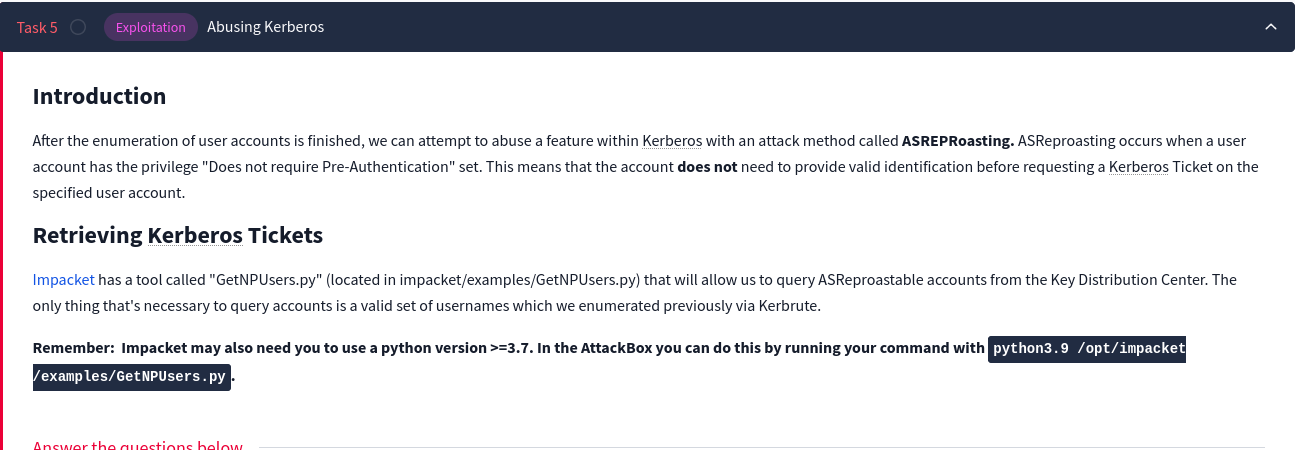 Task 5 Exploitation Abusing Kerberos
Introduction
After the enumeration of user accounts is finished, we can attempt to abuse a feature within Kerberos with an attack method called ASREPRoasting. ASReproasting occurs when a user
account has the privilege "Does not require Pre-Authentication" set. This means that the account does not need to provide valid identification before requesting a Kerberos Ticket on the
specified user account.
Retrieving Kerberos Tickets
Impacket has a tool called "GetNPUsers.py" (located in impacket/examples/GetNPUsers.py) that will allow us to query ASReproastable accounts from the Key Distribution Center. The
only thing that's necessary to query accounts is a valid set of usernames which we enumerated previously via Kerbrute.
Remember: Impacket may also need you to use a python version >=3.7. In the AttackBox you can do this by running your command with python3.9 /opt/impacket
/examples/GetNPUsers.py.
Answer the questions below